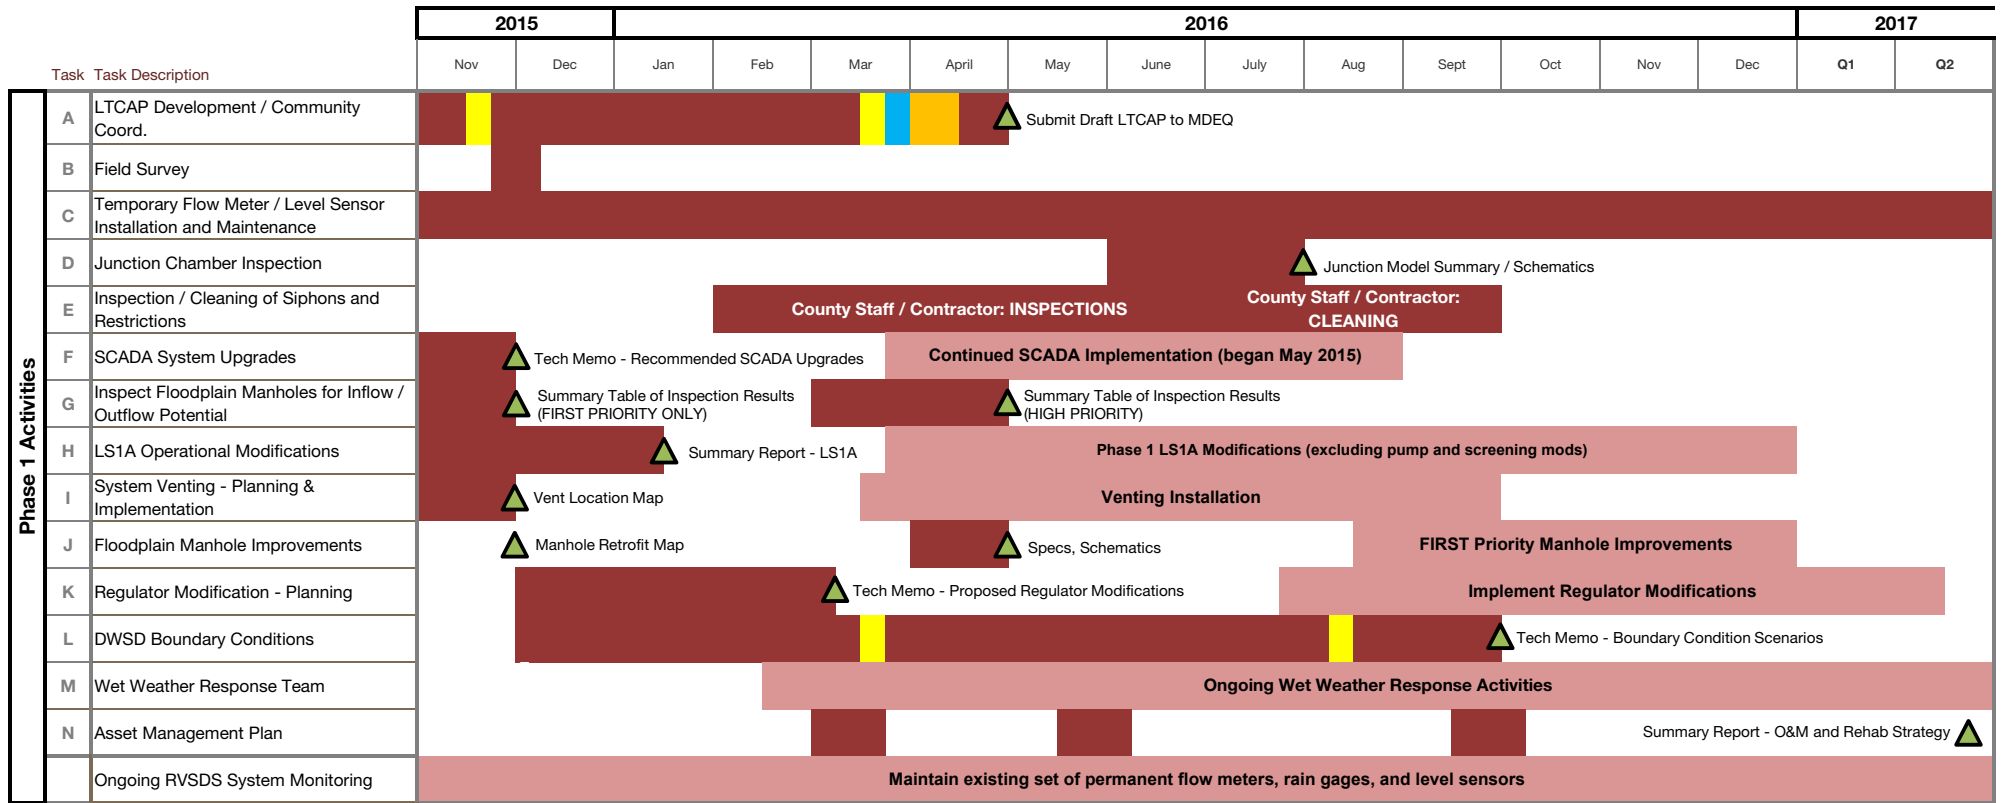 2015
2016
2017
Task Task Description
Nov
Dec
Jan
Feb
Mar
April
May
June
July
Aug
Sept
Oct
Nov
Dec
Q1
Q2
Phase 1 Activities
A
LTCAP Development / Community
Coord.
Submit Draft LTCAP to MDEQ
B
Field Survey
C
Temporary Flow Meter / Level Sensor
Installation and Maintenance
D
Junction Chamber Inspection
Junction Model Summary / Schematics
E
Inspection / Cleaning of Siphons and
Restrictions
County Staff / Contractor: INSPECTIONS
County Staff / Contractor:
CLEANING
F
SCADA System Upgrades
Tech Memo - Recommended SCADA Upgrades
Continued SCADA Implementation (began May 2015)
G
Inspect Floodplain Manholes for Inflow /
Outflow Potential
Summary Table of Inspection Results
(FIRST PRIORITY ONLY)
Summary Table of Inspection Results
(HIGH PRIORITY)
H
LS1A Operational Modifications
Summary Report - LS1A
Phase 1 LS1A Modifications (excluding pump and screening mods)
I
System Venting - Planning &
Implementation
Vent Location Map
Venting Installation
J
Floodplain Manhole Improvements
Manhole Retrofit Map
Specs, Schematics
FIRST Priority Manhole Improvements
K
Regulator Modification - Planning
Tech Memo - Proposed Regulator Modifications
Implement Regulator Modifications
L
DWSD Boundary Conditions
Tech Memo - Boundary Condition Scenarios
M
Wet Weather Response Team
Ongoing Wet Weather Response Activities
N
Asset Management Plan
Summary Report - O&M and Rehab Strategy
Ongoing RVSDS System Monitoring
Maintain existing set of permanent flow meters, rain gages, and level sensors